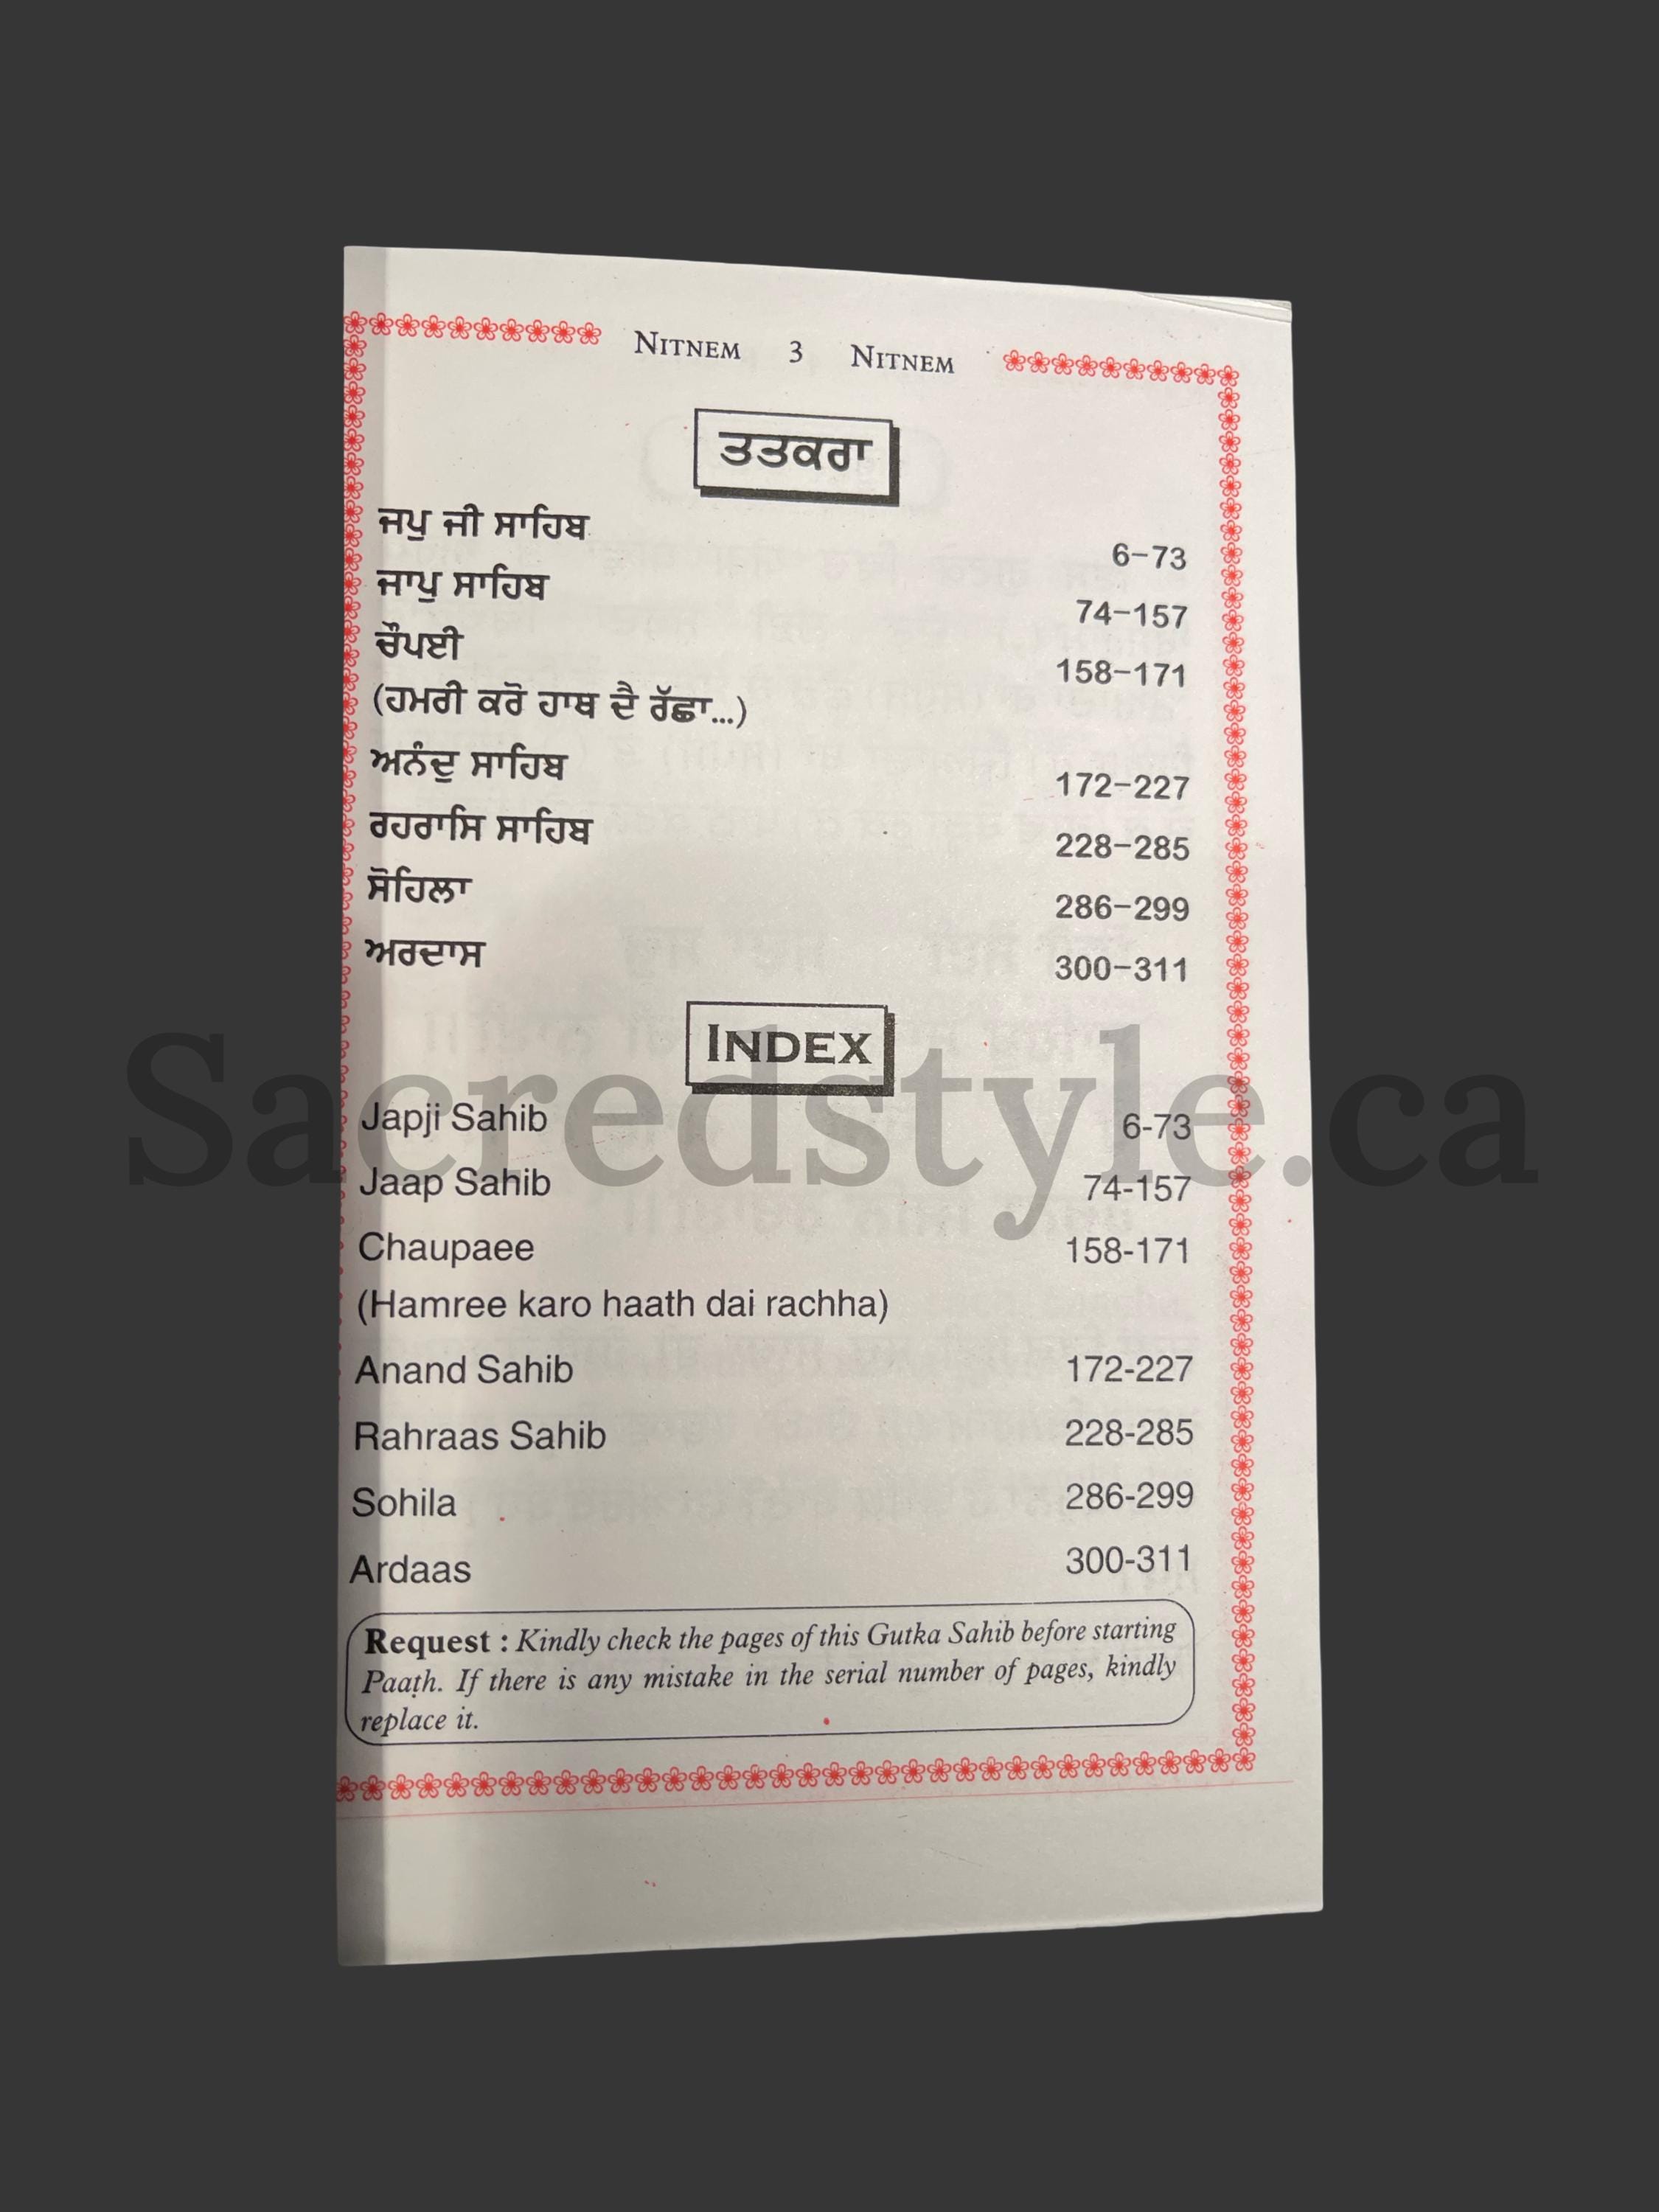 NITNEM 3 NITNEM
ਤਤਕਰਾ
ਜਪੁ ਜੀ ਸਾਹਿਬ 6-73
ਜਾਪੁ ਸਾਹਿਬ 74-157
ਚੌਪਈ 158-171
(ਹਮਰੀ ਕਰੋ ਹਾਥ ਦੈ ਰੱਛਾ...)
ਅਨੰਦੁ ਸਾਹਿਬ 172-227
ਰਹਰਾਸਿ ਸਾਹਿਬ 228-285
ਸੋਹਿਲਾ 286-299
ਅਰਦਾਸ 300-311
INDEX
Sacredstyle.ca
Japji Sahib 6-73
Jaap Sahib 74-157
Chaupaee 158-171
(Hamree karo haath dai rachha)
Anand Sahib 172-227
Rahraas Sahib 228-285
Sohila 286-299
Ardaas 300-311
Request : Kindly check the pages of this Gutka Sahib before starting
Paaṭh. If there is any mistake in the serial number of pages, kindly
replace it.